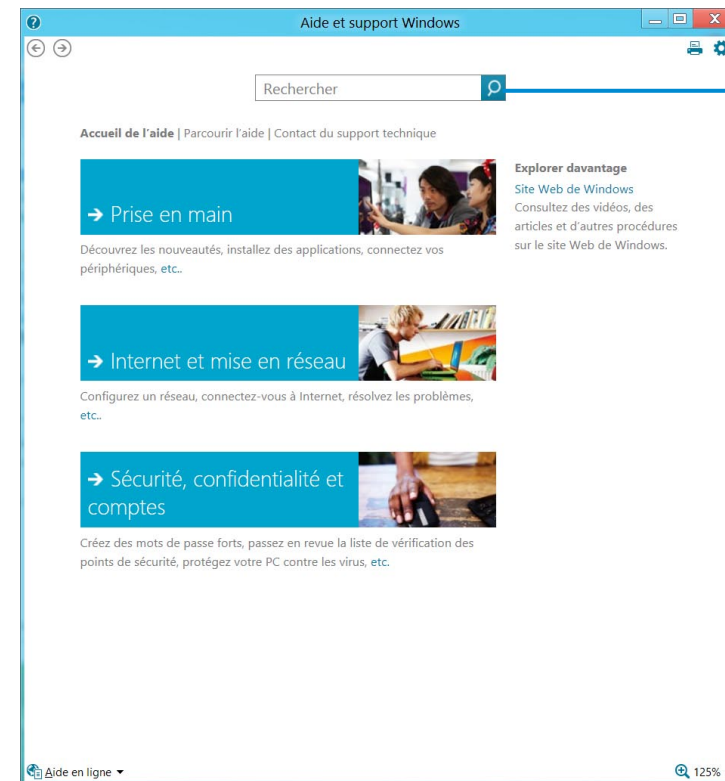 Aide et support Windows
Rechercher
Accueil de l'aide | Parcourir l'aide | Contact du support technique
→ Prise en main
Découvrez les nouveautés, installez des applications, connectez vos
périphériques, etc..
→ Internet et mise en réseau
Configurez un réseau, connectez-vous à Internet, résolvez les problèmes,
etc..
→ Sécurité, confidentialité et
comptes
Créez des mots de passe forts, passez en revue la liste de vérification des
points de sécurité, protégez votre PC contre les virus, etc.
Explorer davantage
Site Web de Windows
Consultez des vidéos, des
articles et d'autres procédures
sur le site Web de Windows.
Aide en ligne
125%